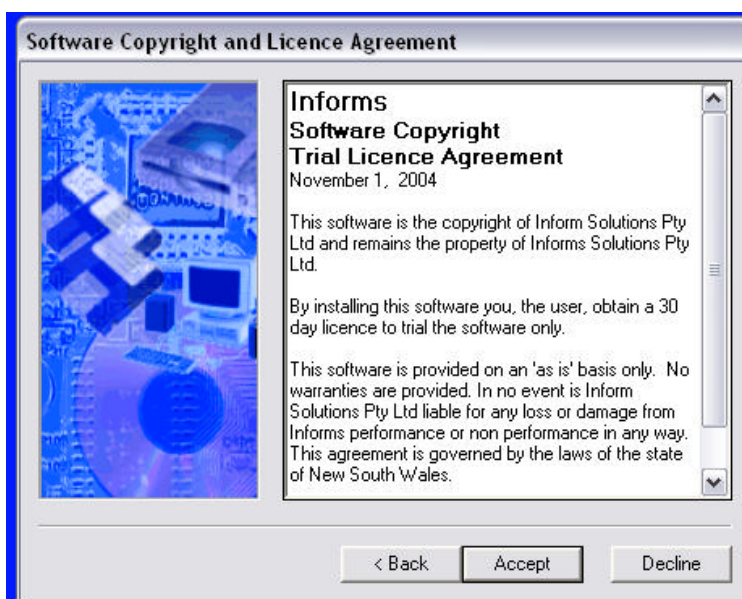 Software Copyright and Licence Agreement
Informs
Software Copyright
Trial Licence Agreement
November 1, 2004
This software is the copyright of Inform Solutions Pty
Ltd and remains the property of Informs Solutions Pty
Ltd.
By installing this software you, the user, obtain a 30
day licence to trial the software only.
This software is provided on an 'as is' basis only. No
warranties are provided. In no event is Inform
Solutions Pty Ltd liable for any loss or damage from
Informs performance or non performance in any way.
This agreement is governed by the laws of the state
of New South Wales.
< Back
Accept
Decline